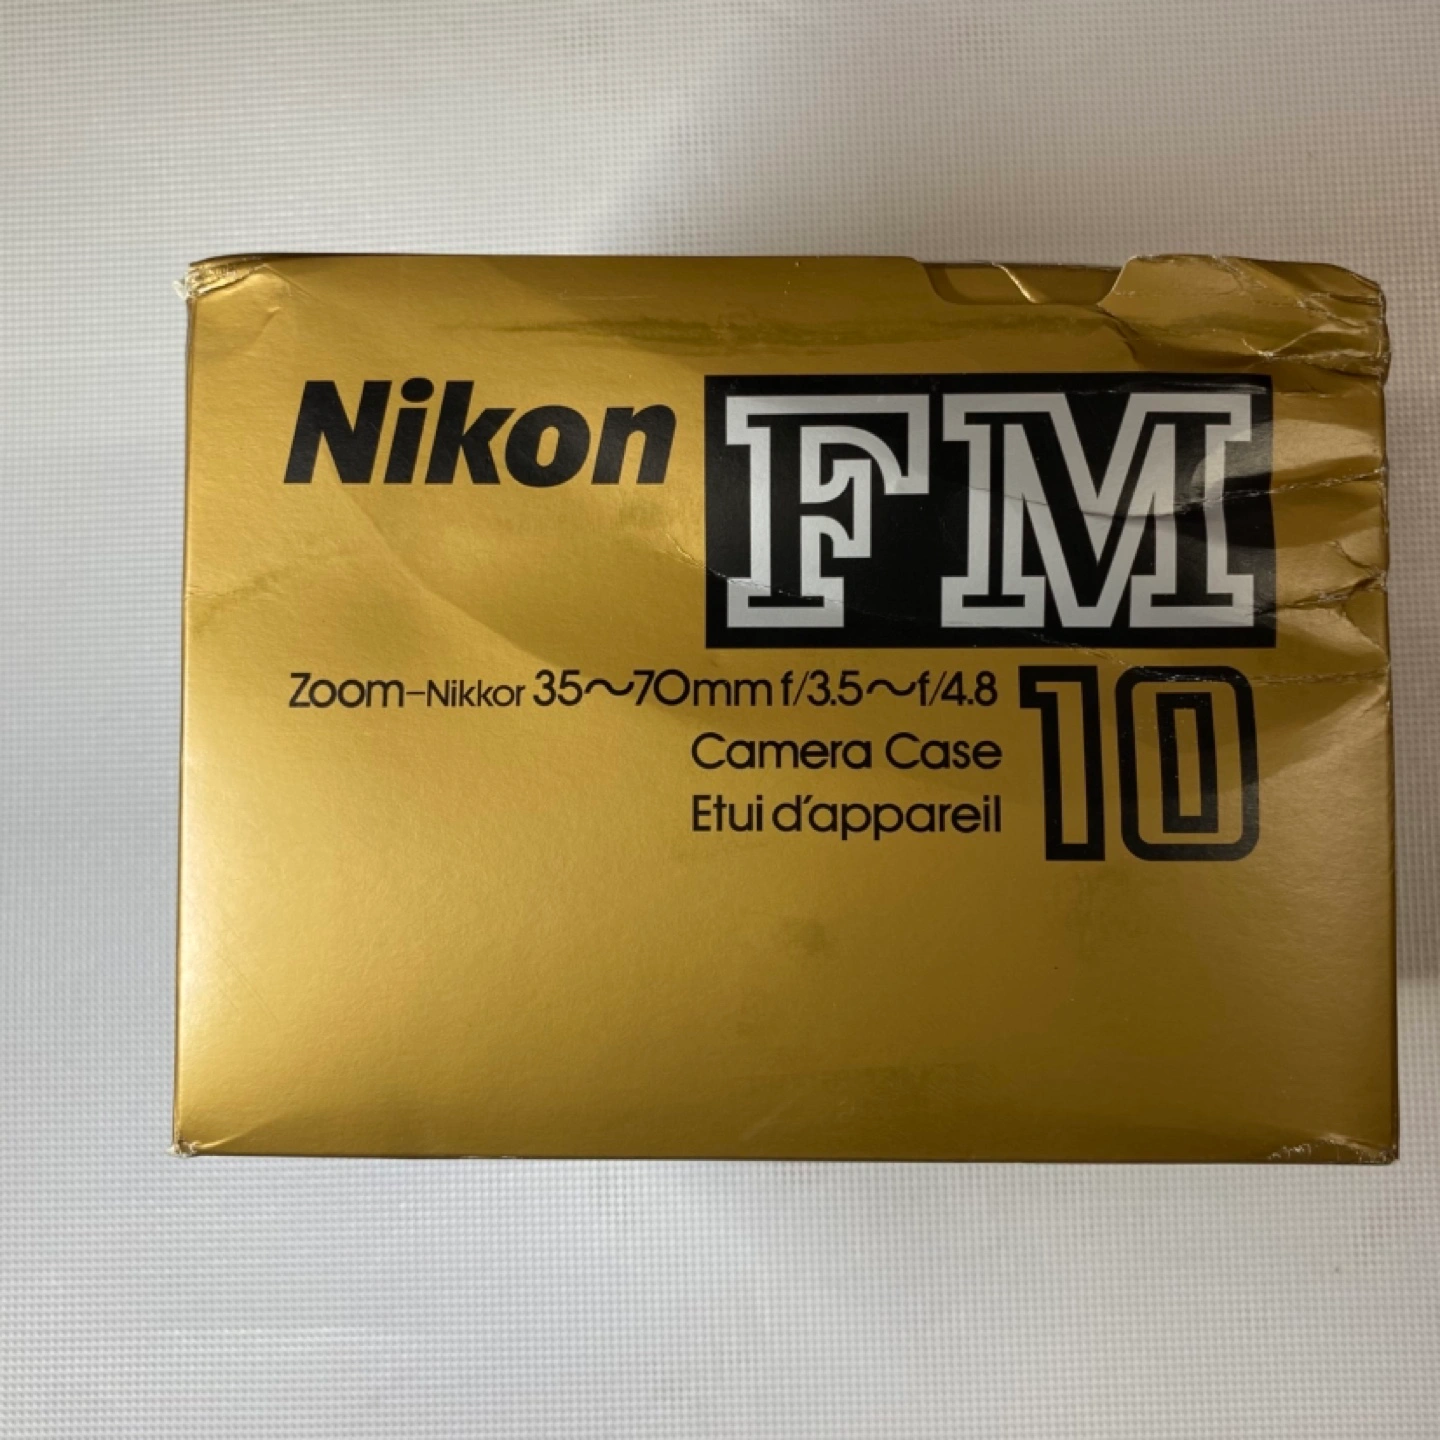 Nikon FM
Zoom-Nikkor 35~70mm f/3.5~f/4.8 10
Camera Case
Etui d'appareil